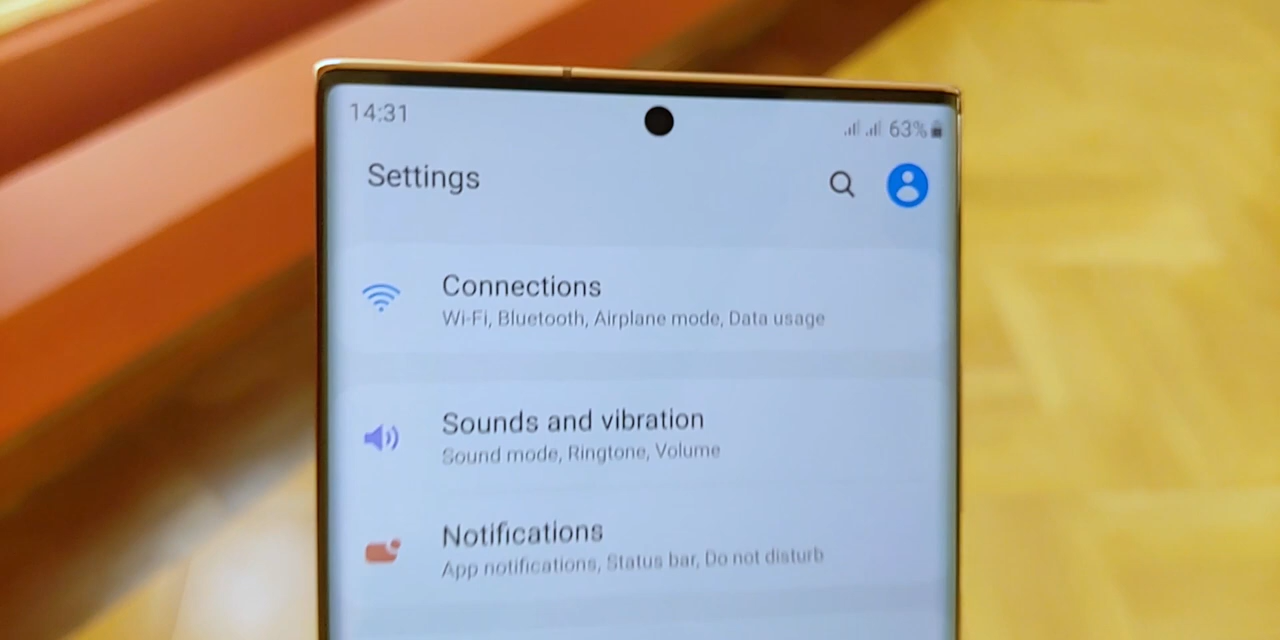 14:31
63%
Settings
Connections
Wi-Fi, Bluetooth, Airplane mode, Data usage
Sounds and vibration
Sound mode, Ringtone, Volume
Notifications
App notifications, Status bar, Do not disturb